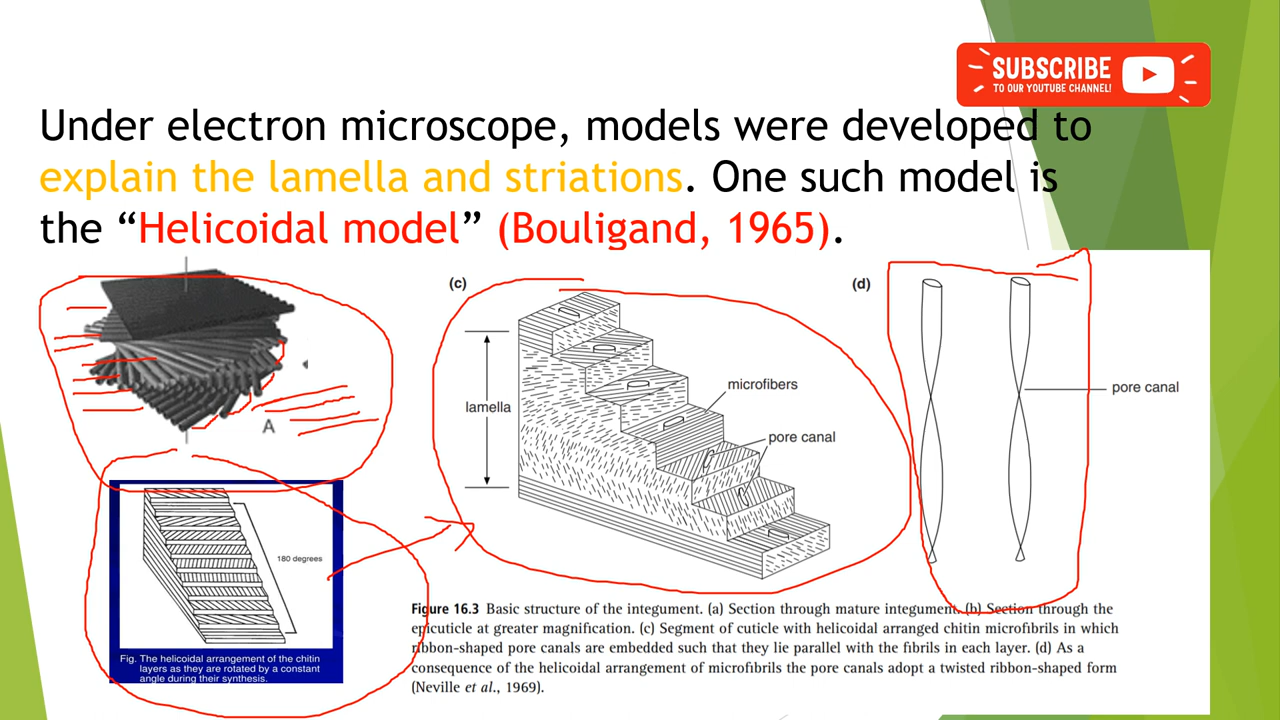 SUBSCRIBE
TO OUR YOUTUBE CHANNEL!
Under electron microscope, models were developed to
explain the lamella and striations. One such model is
the “Helicoidal model” (Bouligand, 1965).
A
180 degrees
Fig. The helicoidal arrangement of the chitin
layers as they are rotated by a constant
angle during their synthesis.
(c)
lamella
microfibers
pore canal
(d)
pore canal
Figure 16.3 Basic structure of the integument. (a) Section through mature integument. (b) Section through the
epicuticle at greater magnification. (c) Segment of cuticle with helicoidal arranged chitin microfibrils in which
ribbon-shaped pore canals are embedded such that they lie parallel with the fibrils in each layer. (d) As a
consequence of the helicoidal arrangement of microfibrils the pore canals adopt a twisted ribbon-shaped form
(Neville et al., 1969).